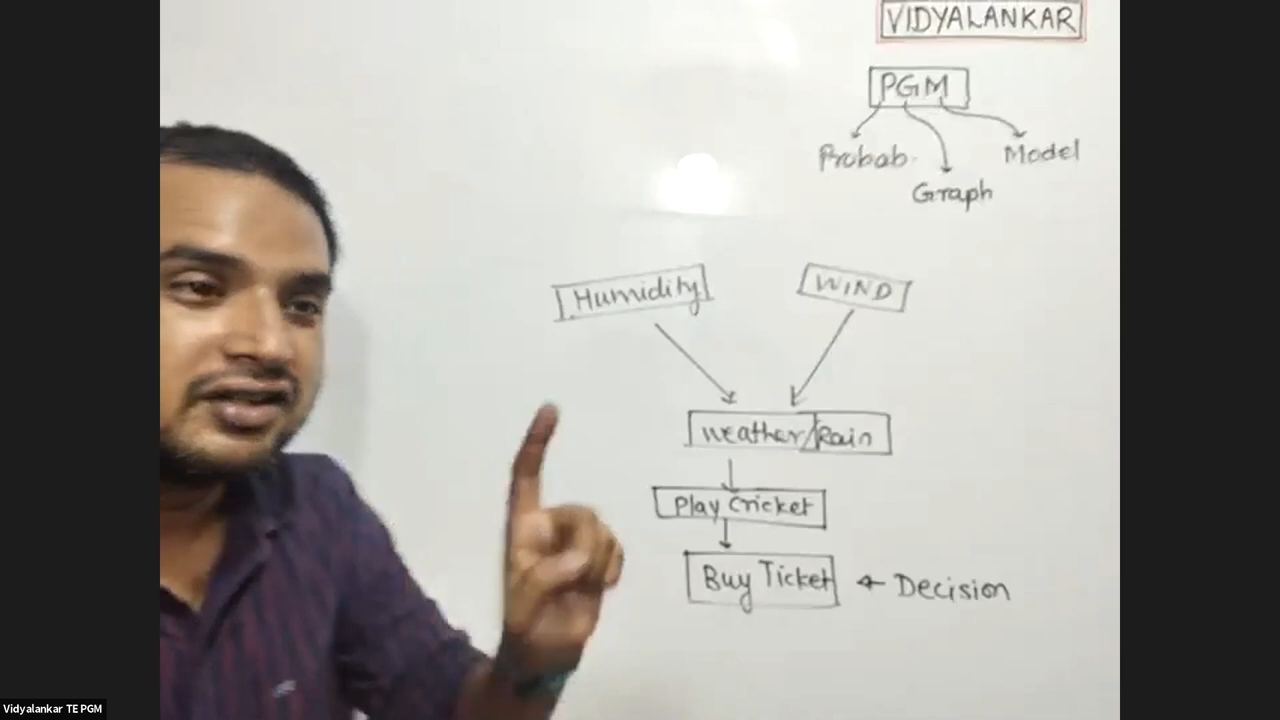 VIDYALANKAR
PGM
Probab.
Model
Graph
Humidity
WIND
Weather/Rain
Play Cricket
Buy Ticket ← Decision
Vidyalankar TE PGM